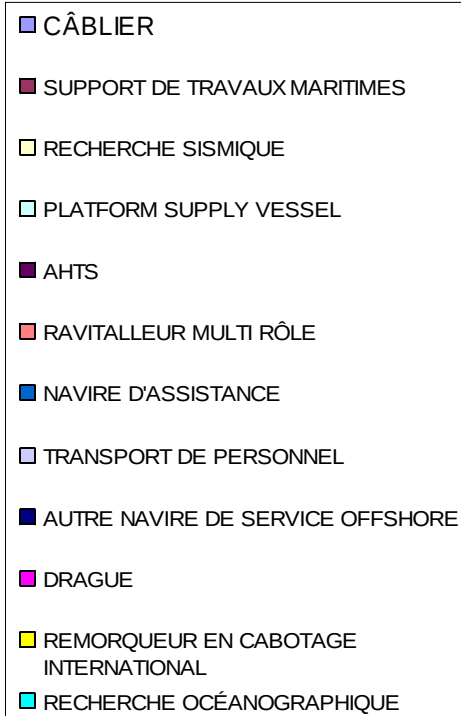 CÂBLIER
SUPPORT DE TRAVAUX MARITIMES
RECHERCHE SISMIQUE
PLATFORM SUPPLY VESSEL
AHTS
RAVITALLEUR MULTI RÔLE
NAVIRE D'ASSISTANCE
TRANSPORT DE PERSONNEL
AUTRE NAVIRE DE SERVICE OFFSHORE
DRAGUE
REMORQUEUR EN CABOTAGE
INTERNATIONAL
RECHERCHE OCÉANOGRAPHIQUE